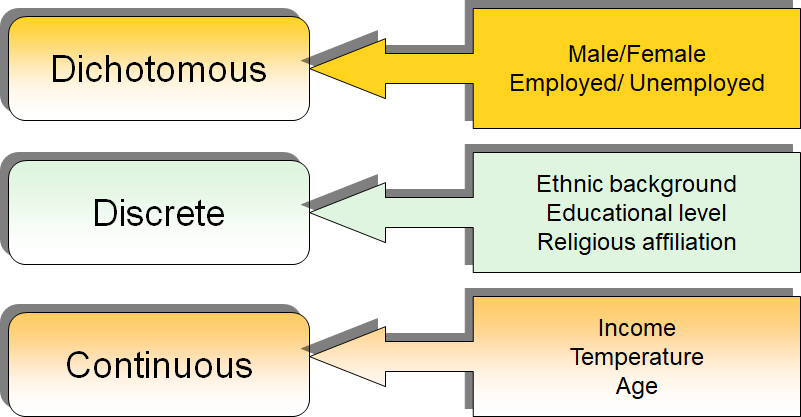 Dichotomous
Male/Female
Employed/ Unemployed
Discrete
Ethnic background
Educational level
Religious affiliation
Continuous
Income
Temperature
Age